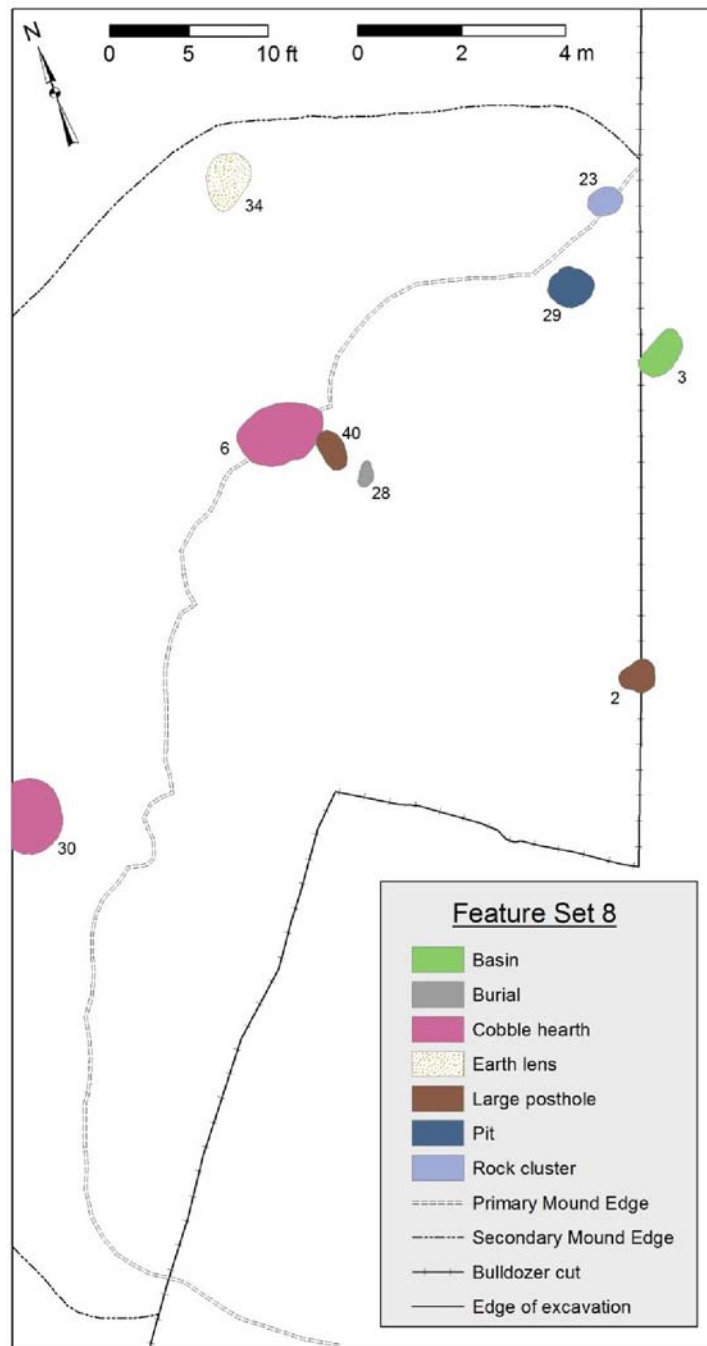 N
0 5 10 ft
0 2 4 m
34
23
29
3
6
40
28
2
30
Feature Set 8
Basin
Burial
Cobble hearth
Earth lens
Large posthole
Pit
Rock cluster
Primary Mound Edge
Secondary Mound Edge
Bulldozer cut
Edge of excavation